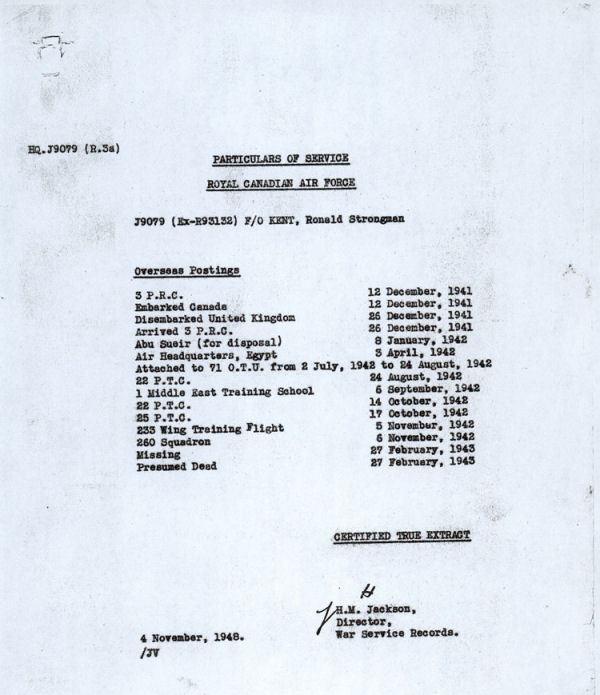 HQ.J9079 (R.3a)
PARTICULARS OF SERVICE
ROYAL CANADIAN AIR FORCE
J9079 (Ex-R93132) F/O KENT, Ronald Strongman
Overseas Postings
3 P.R.C. 12 December, 1941
Embarked Canada 12 December, 1941
Disembarked United Kingdom 26 December, 1941
Arrived 3 P.R.C. 26 December, 1941
Abu Sueir (for disposal) 8 January, 1942
Air Headquarters, Egypt 3 April, 1942
Attached to 71 O.T.U. from 2 July, 1942 to 24 August, 1942
22 P.T.C. 24 August, 1942
1 Middle East Training School 6 September, 1942
22 P.T.C. 14 October, 1942
25 P.T.C. 17 October, 1942
233 Wing Training Flight 5 November, 1942
260 Squadron 6 November, 1942
Missing 27 February, 1943
Presumed Dead 27 February, 1943
CERTIFIED TRUE EXTRACT
H.M. Jackson,
Director,
War Service Records.
4 November, 1948.
/JV